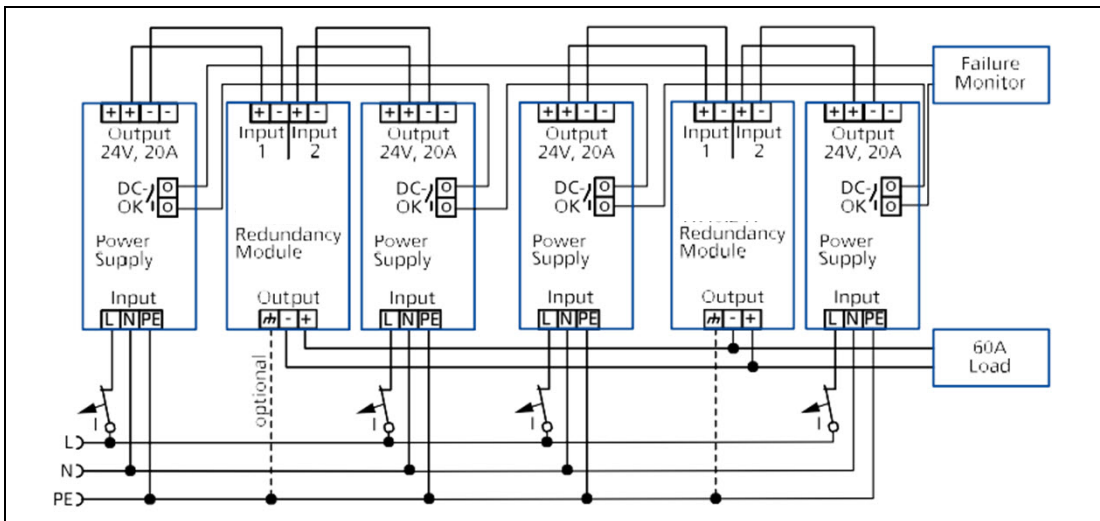 + + - -
Output
24V, 20A
DC-
OK
Power
Supply
Input
L N PE
+ - + -
Input Input
1 2
Redundancy
Module
Output
- +
optional
+ + - -
Output
24V, 20A
DC-
OK
Power
Supply
Input
L N PE
+ + - -
Output
24V, 20A
DC-
OK
Power
Supply
Input
L N PE
+ - + -
Input Input
1 2
Redundancy
Module
Output
- +
+ + - -
Output
24V, 20A
DC-
OK
Power
Supply
Input
L N PE
Failure
Monitor
60A
Load
I
I
I
I
L
N
PE